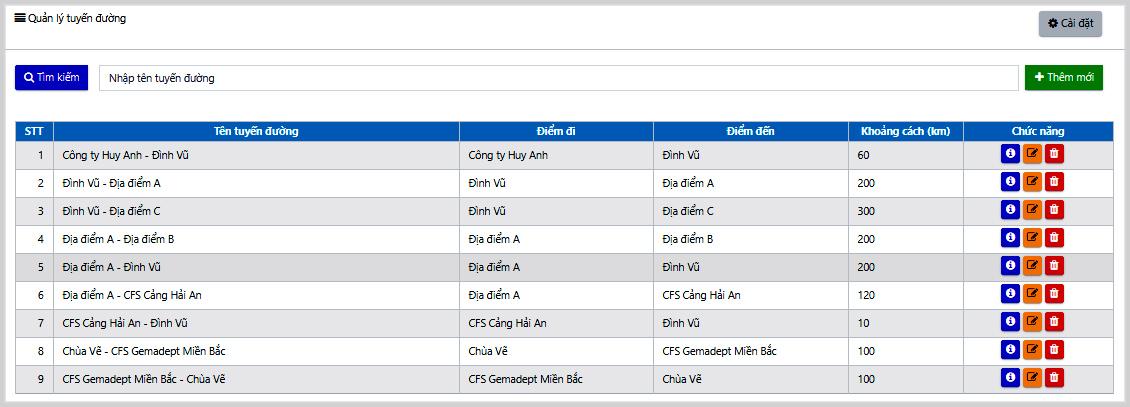 Quản lý tuyến đường
Cài đặt
Tìm kiếm Nhập tên tuyến đường Thêm mới
STT Tên tuyến đường Điểm đi Điểm đến Khoảng cách (km) Chức năng
1 Công ty Huy Anh - Đình Vũ Công ty Huy Anh Đình Vũ 60
2 Đình Vũ - Địa điểm A Đình Vũ Địa điểm A 200
3 Đình Vũ - Địa điểm C Đình Vũ Địa điểm C 300
4 Địa điểm A - Địa điểm B Địa điểm A Địa điểm B 200
5 Địa điểm A - Đình Vũ Địa điểm A Đình Vũ 200
6 Địa điểm A - CFS Cảng Hải An Địa điểm A CFS Cảng Hải An 120
7 CFS Cảng Hải An - Đình Vũ CFS Cảng Hải An Đình Vũ 10
8 Chùa Vẽ - CFS Gemadept Miền Bắc Chùa Vẽ CFS Gemadept Miền Bắc 100
9 CFS Gemadept Miền Bắc - Chùa Vẽ CFS Gemadept Miền Bắc Chùa Vẽ 100